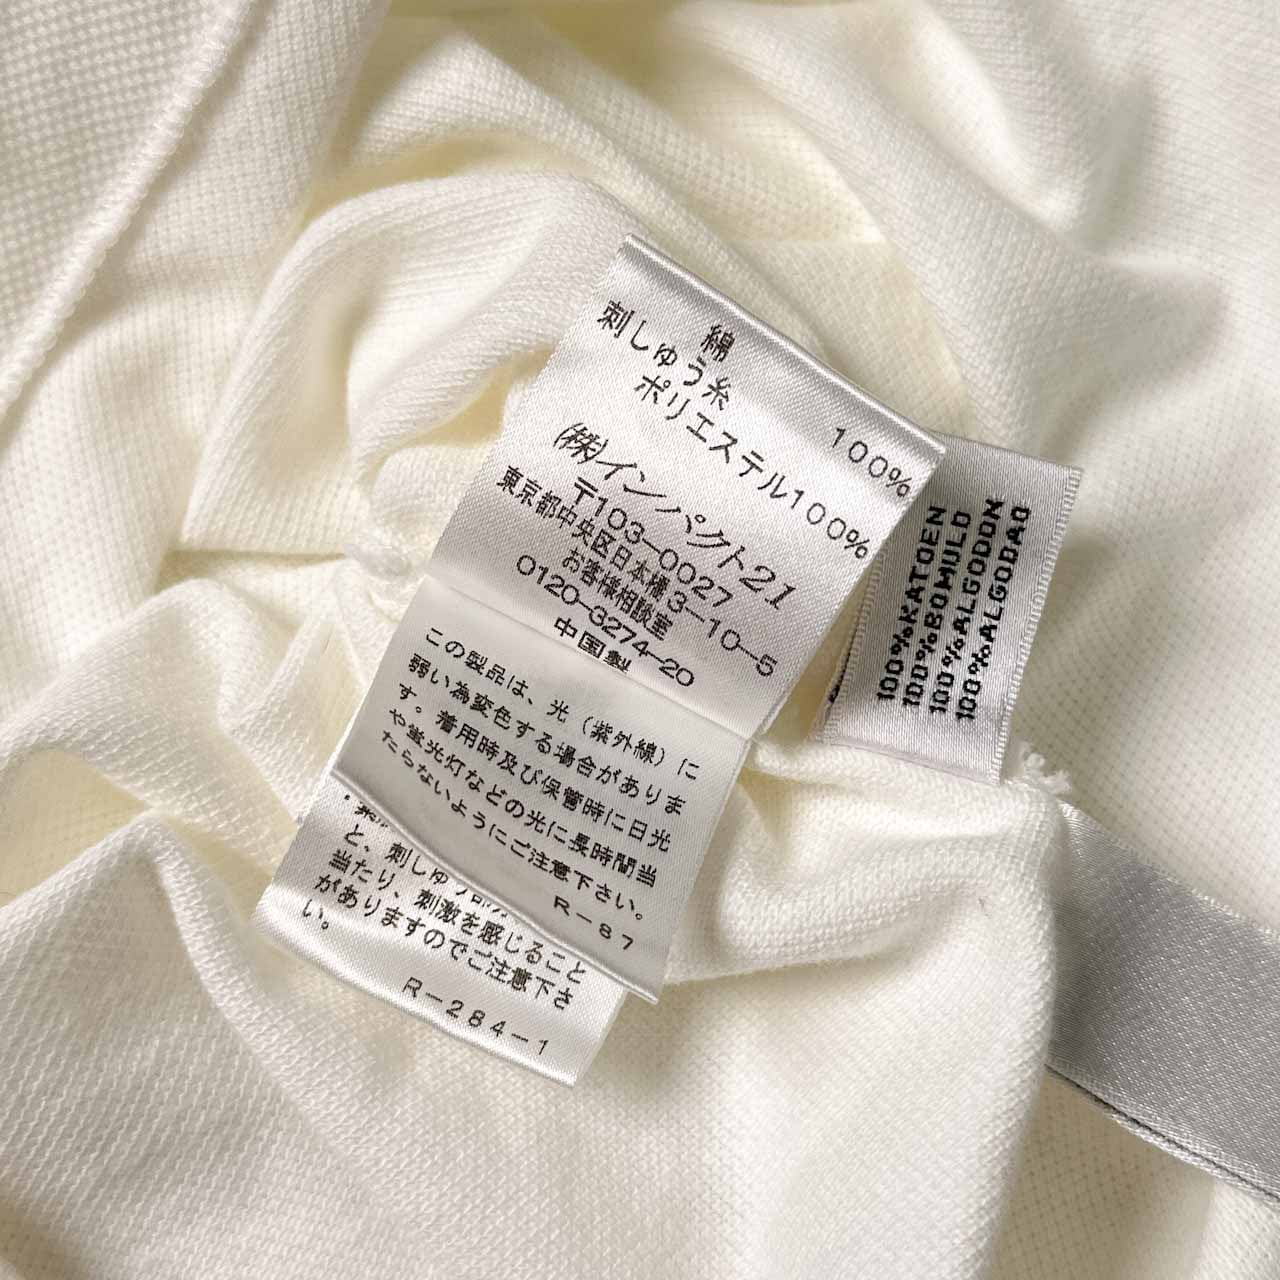 綿 100%
刺しゅう糸
ポリエステル100%
(株)インパクト21
〒103-0027
東京都中央区日本橋3-10-5
お客様相談室
0120-3274-20
中国製
この製品は、光（紫外線）に
弱い為変色する場合がありま
す。着用時及び保管時に日光
や蛍光灯などの光に長時間当
たらないようにご注意下さい。
R-87
と、刺しゅう部分
当たり、刺激を感じること
がありますのでご注意下さ
い。
R-284-1
100%KATOEN
100%BOMULD
100%ALGODON
100%ALGODAO